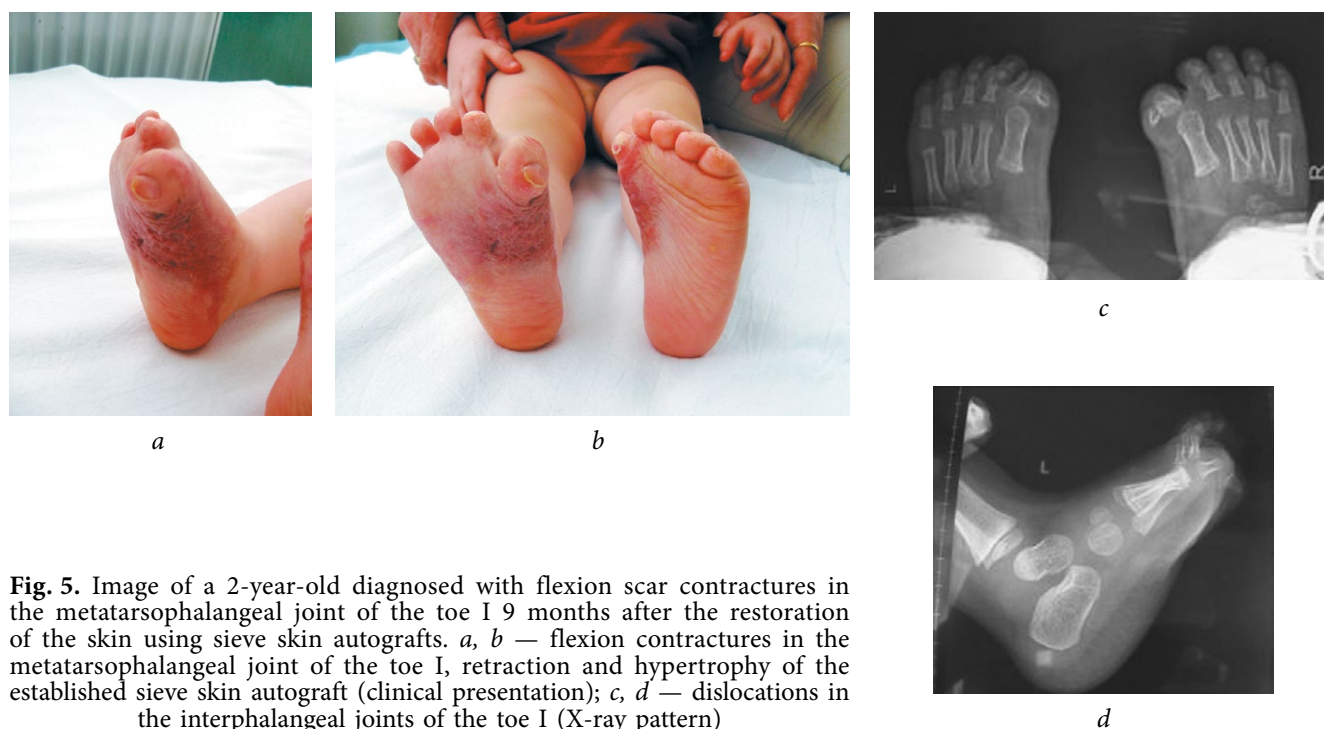 a
b
c
L
R
L
d
Fig. 5. Image of a 2-year-old diagnosed with flexion scar contractures in
the metatarsophalangeal joint of the toe I 9 months after the restoration
of the skin using sieve skin autografts. a, b — flexion contractures in the
metatarsophalangeal joint of the toe I, retraction and hypertrophy of the
established sieve skin autograft (clinical presentation); c, d — dislocations in
the interphalangeal joints of the toe I (X-ray pattern)